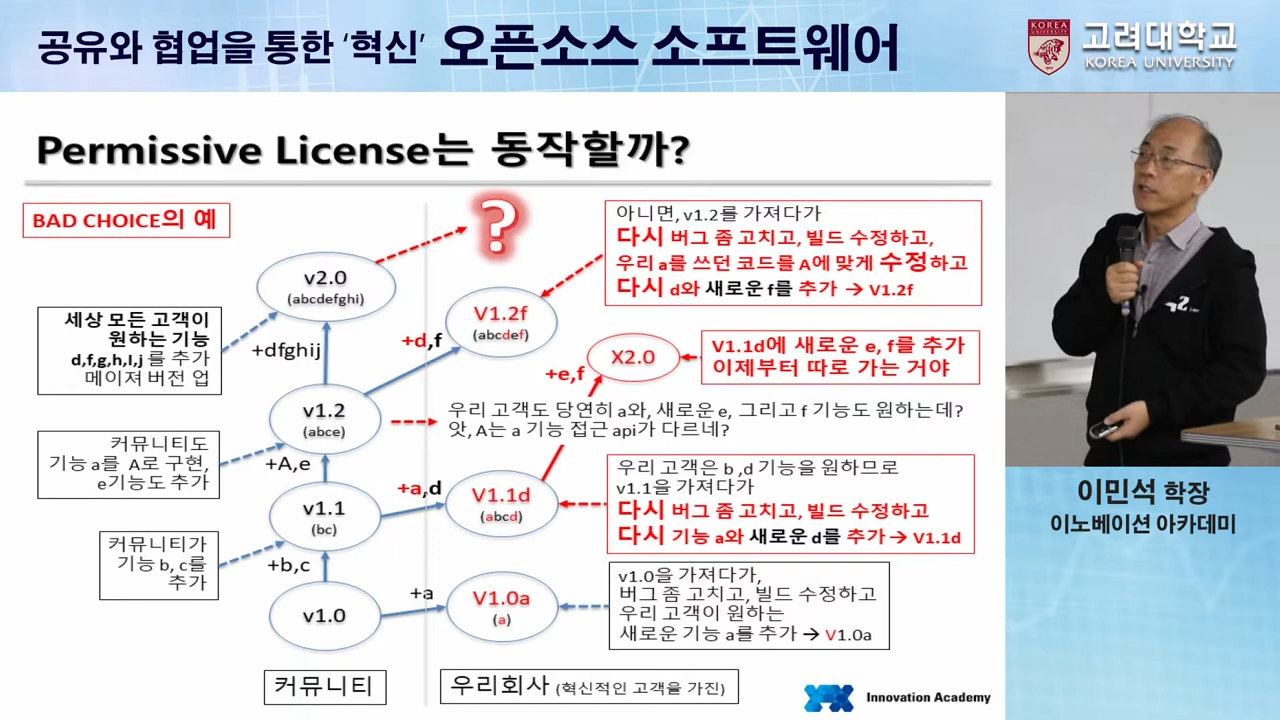 공유와 협업을 통한 '혁신' 오픈소스 소프트웨어
고려대학교
KOREA UNIVERSITY
KOREA
UNIVERSITY
Permissive License는 동작할까?
BAD CHOICE의 예
?
아니면, v1.2를 가져다가
다시 버그 좀 고치고, 빌드 수정하고,
우리 a를 쓰던 코드를 A에 맞게 수정하고
다시 d와 새로운 f를 추가 → V1.2f
v2.0
(abcdefghi)
세상 모든 고객이
원하는 기능
d,f,g,h,I,j 를 추가
메이져 버전 업
+dfghij
V1.2f
(abcdef)
+d,f
X2.0
+e,f
V1.1d에 새로운 e, f를 추가
이제부터 따로 가는 거야
v1.2
(abce)
우리 고객도 당연히 a와, 새로운 e, 그리고 f 기능도 원하는데?
앗, A는 a 기능 접근 api가 다르네?
커뮤니티도
기능 a를 A로 구현,
e기능도 추가
+A,e
+a,d
v1.1
(bc)
V1.1d
(abcd)
우리 고객은 b ,d 기능을 원하므로
v1.1을 가져다가
다시 버그 좀 고치고, 빌드 수정하고
다시 기능 a와 새로운 d를 추가 → V1.1d
커뮤니티가
기능 b, c를
추가
+b,c
+a
v1.0
V1.0a
(a)
v1.0을 가져다가,
버그 좀 고치고, 빌드 수정하고
우리 고객이 원하는
새로운 기능 a를 추가 → V1.0a
커뮤니티
우리회사 (혁신적인 고객을 가진)
Innovation Academy
이민석 학장
이노베이션 아카데미